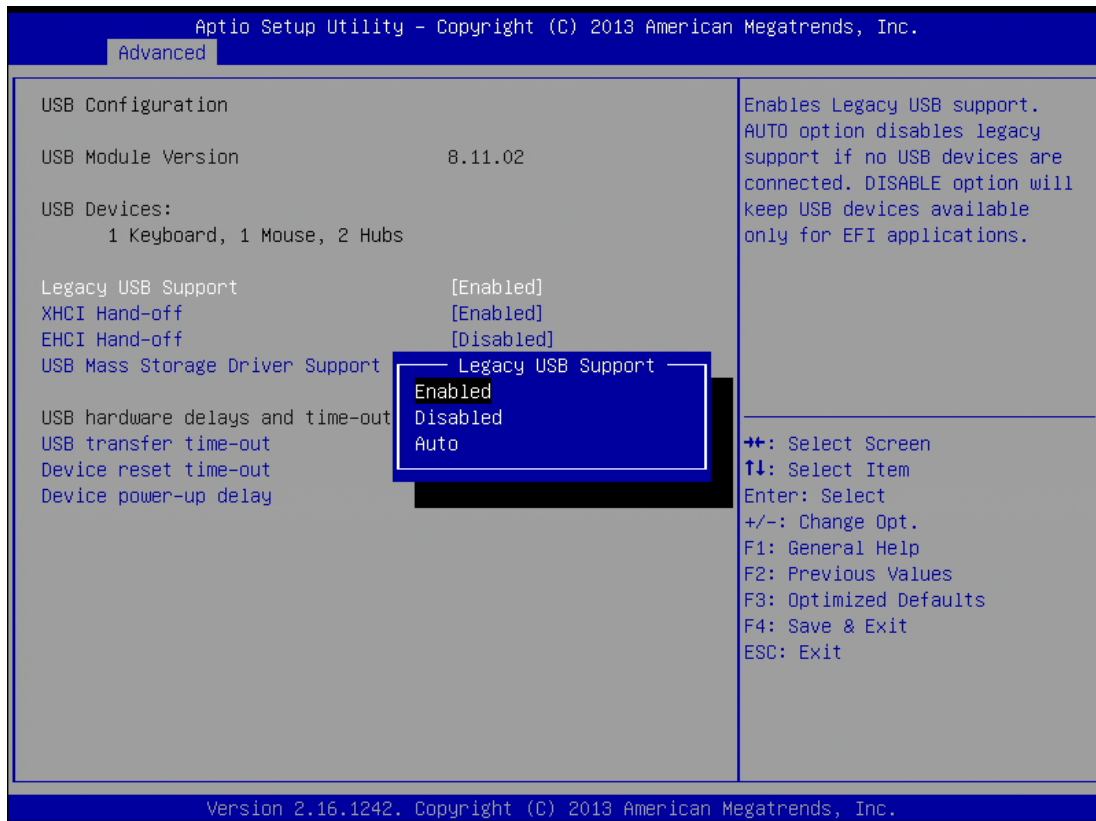 Aptio Setup Utility – Copyright (C) 2013 American Megatrends, Inc.
Advanced
USB Configuration
USB Module Version 8.11.02
USB Devices:
1 Keyboard, 1 Mouse, 2 Hubs
Legacy USB Support [Enabled]
XHCI Hand-off [Enabled]
EHCI Hand-off [Disabled]
USB Mass Storage Driver Support
USB hardware delays and time-out
USB transfer time-out
Device reset time-out
Device power-up delay
Legacy USB Support
Enabled
Disabled
Auto
Enables Legacy USB support.
AUTO option disables legacy
support if no USB devices are
connected. DISABLE option will
keep USB devices available
only for EFI applications.
→←: Select Screen
↑↓: Select Item
Enter: Select
+/-: Change Opt.
F1: General Help
F2: Previous Values
F3: Optimized Defaults
F4: Save & Exit
ESC: Exit
Version 2.16.1242. Copyright (C) 2013 American Megatrends, Inc.